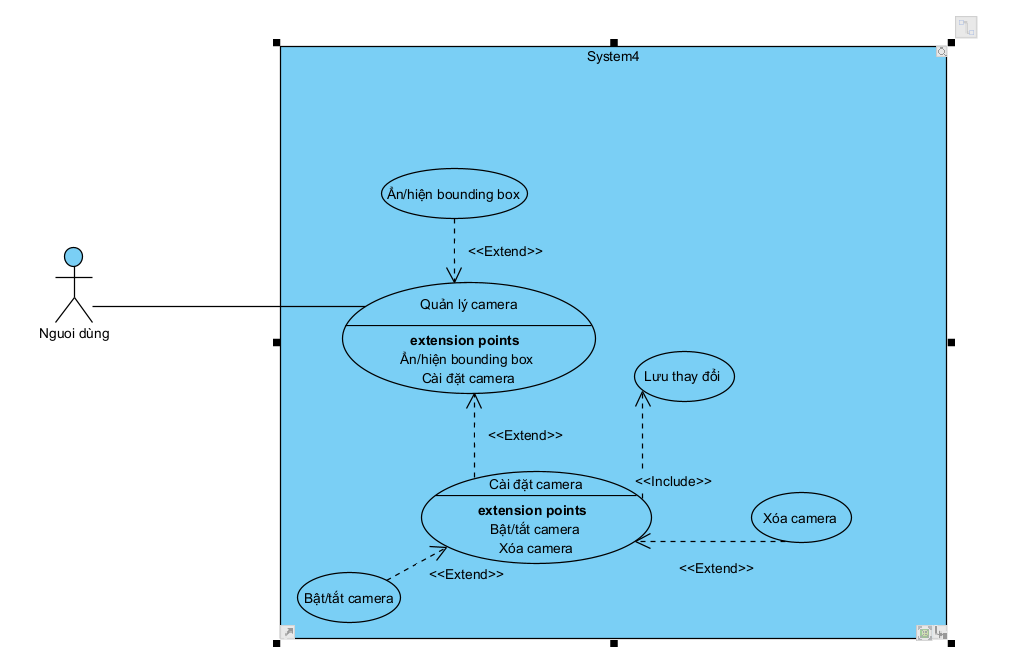 System4
Ẩn/hiện bounding box
<<Extend>>
Quản lý camera
extension points
Ẩn/hiện bounding box
Cài đặt camera
Nguoi dùng
Lưu thay đổi
<<Extend>>
<<Include>>
Cài đặt camera
extension points
Bật/tắt camera
Xóa camera
Xóa camera
<<Extend>>
<<Extend>>
Bật/tắt camera